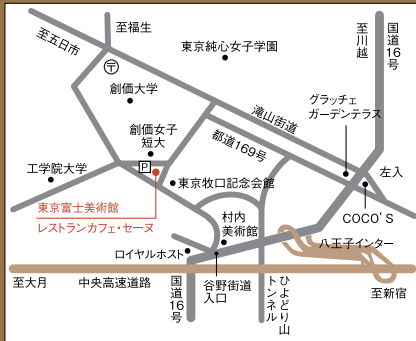 至福生
至五日市
〒
東京純心女子学園
国道16号
至川越
創価大学
滝山街道
グラッチェ
ガーデンテラス
創価女子
短大
都道169号
左入
工学院大学
P
東京牧口記念会館
東京富士美術館
レストランカフェ・セーヌ
COCO'S
村内
美術館
八王子インター
ロイヤルホスト
至大月
中央高速道路
国道16号
谷野街道
入口
ひよどり山
トンネル
至新宿